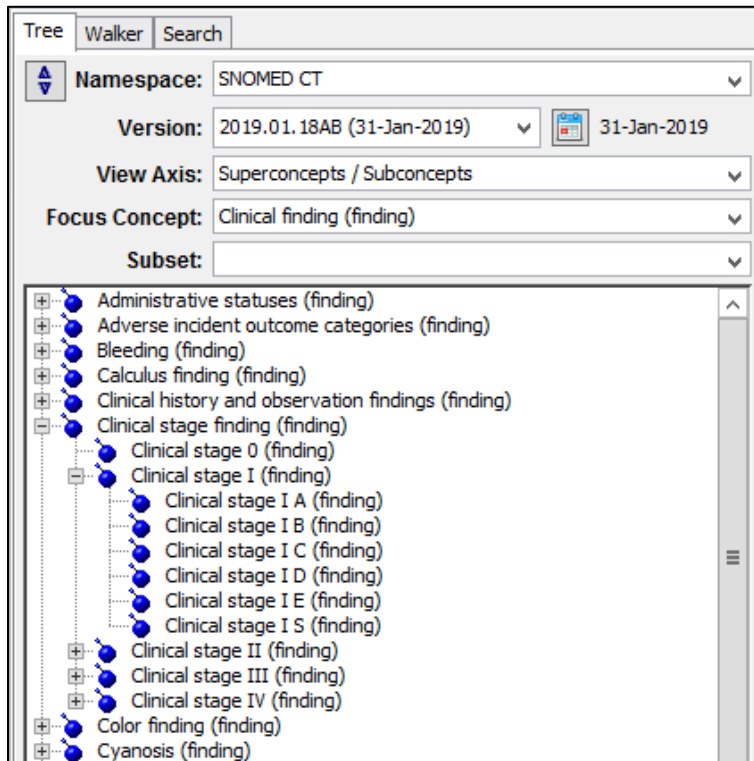 Tree Walker Search
Namespace: SNOMED CT
Version: 2019.01.18AB (31-Jan-2019) 31-Jan-2019
View Axis: Superconcepts / Subconcepts
Focus Concept: Clinical finding (finding)
Subset:
Administrative statuses (finding)
Adverse incident outcome categories (finding)
Bleeding (finding)
Calculus finding (finding)
Clinical history and observation findings (finding)
Clinical stage finding (finding)
Clinical stage 0 (finding)
Clinical stage I (finding)
Clinical stage I A (finding)
Clinical stage I B (finding)
Clinical stage I C (finding)
Clinical stage I D (finding)
Clinical stage I E (finding)
Clinical stage I S (finding)
Clinical stage II (finding)
Clinical stage III (finding)
Clinical stage IV (finding)
Color finding (finding)
Cyanosis (finding)